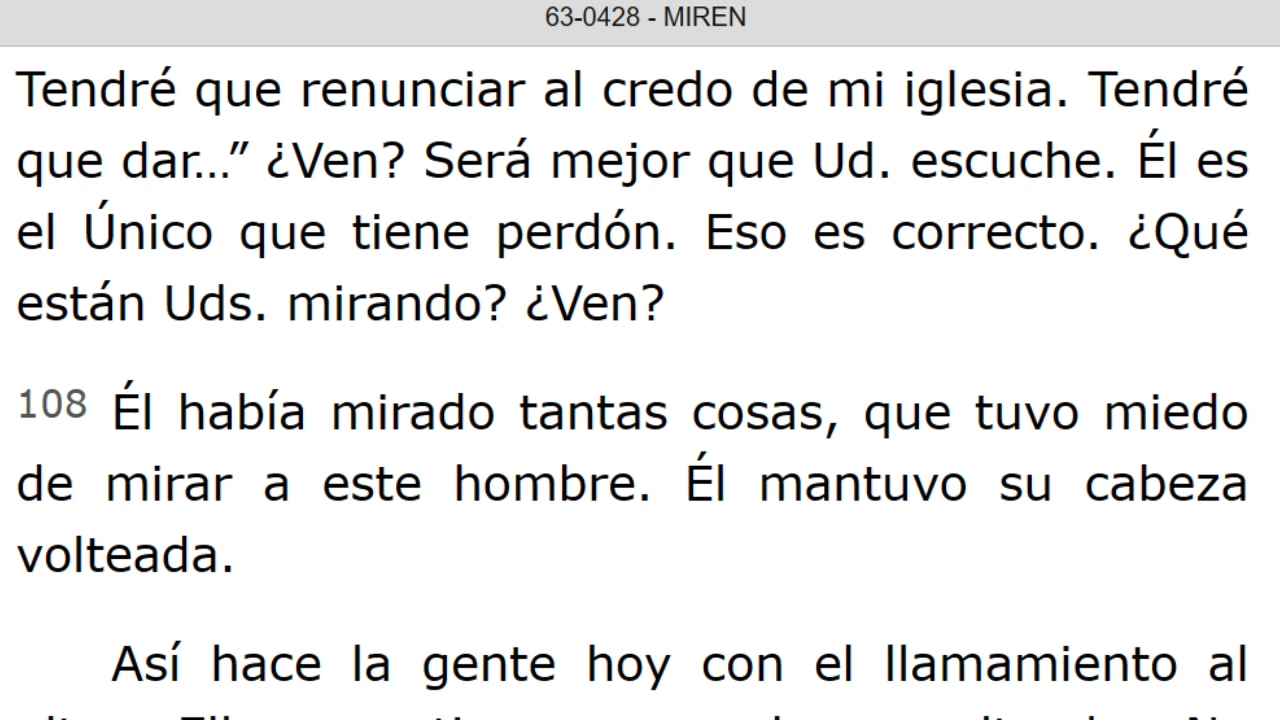 63-0428 - MIREN
Tendré que renunciar al credo de mi iglesia. Tendré
que dar...” ¿Ven? Será mejor que Ud. escuche. Él es
el Único que tiene perdón. Eso es correcto. ¿Qué
están Uds. mirando? ¿Ven?
108 Él había mirado tantas cosas, que tuvo miedo
de mirar a este hombre. Él mantuvo su cabeza
volteada.
Así hace la gente hoy con el llamamiento al